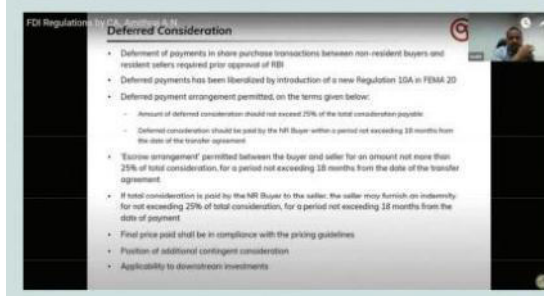 FDI Regulations by CA.
Deferred Consideration
• Deferment of payments in share purchase transactions between non-resident buyers and
resident sellers required prior approval of RBI
• Deferred payments has been liberalized by introduction of a new Regulation 10A in FEMA 20
• Deferred payment arrangement permitted, on the terms given below:
– Amount of deferred consideration should not exceed 25% of the total consideration payable
– Deferred consideration should be paid by the NR Buyer within a period not exceeding 18 months from
the date of the transfer agreement
• 'Escrow arrangement' permitted between the buyer and seller for an amount not more than
25% of total consideration, for a period not exceeding 18 months from the date of the transfer
agreement
• If total consideration is paid by the NR Buyer to the seller, the seller may furnish an indemnity
for not exceeding 25% of total consideration, for a period not exceeding 18 months from the
date of payment
• Final price paid shall be in compliance with the pricing guidelines
• Position of additional contingent consideration
• Applicability to downstream investments